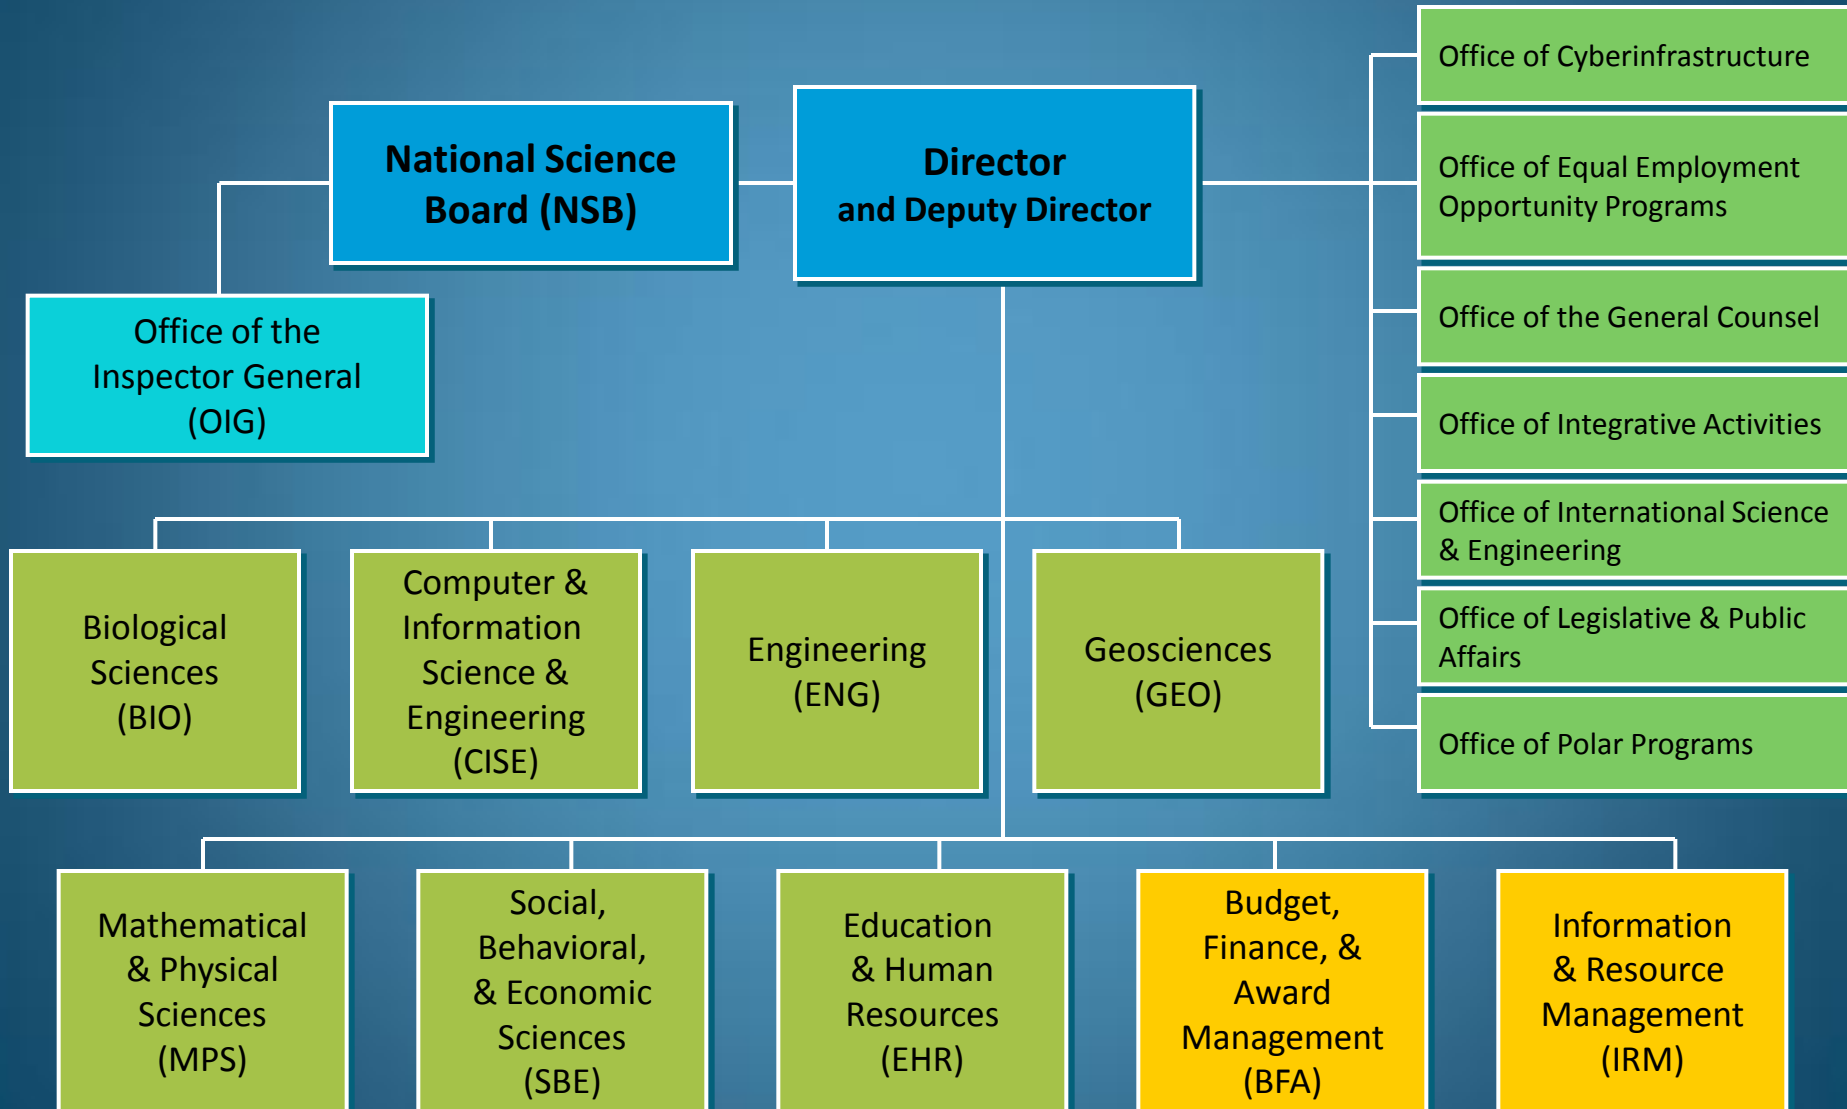 National Science
Board (NSB)
Director
and Deputy Director
Office of the
Inspector General
(OIG)
Office of Cyberinfrastructure
Office of Equal Employment
Opportunity Programs
Office of the General Counsel
Office of Integrative Activities
Office of International Science
& Engineering
Office of Legislative & Public
Affairs
Office of Polar Programs
Biological
Sciences
(BIO)
Computer &
Information
Science &
Engineering
(CISE)
Engineering
(ENG)
Geosciences
(GEO)
Mathematical
& Physical
Sciences
(MPS)
Social,
Behavioral,
& Economic
Sciences
(SBE)
Education
& Human
Resources
(EHR)
Budget,
Finance, &
Award
Management
(BFA)
Information
& Resource
Management
(IRM)